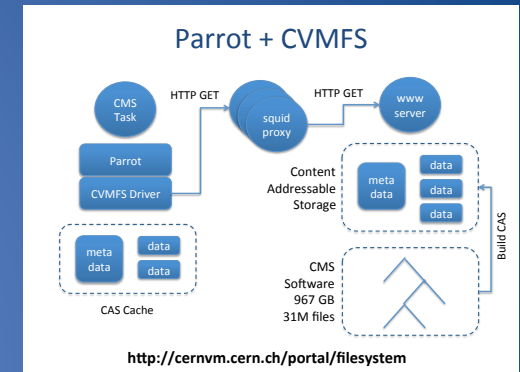 Parrot + CVMFS
CMS
Task
HTTP GET
squid
proxy
HTTP GET
www
server
Parrot
CVMFS Driver
Content
Addressable
Storage
meta
data
data
data
data
Build CAS
meta
data
data
data
CAS Cache
CMS
Software
967 GB
31M files
http://cernvm.cern.ch/portal/filesystem